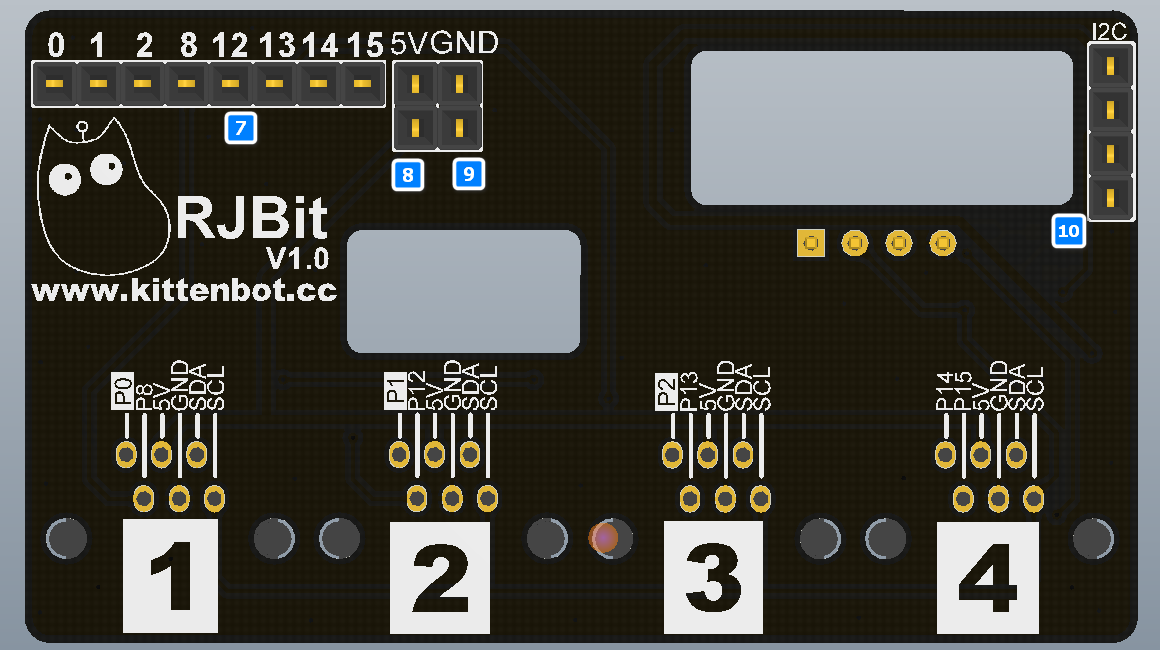 0 1 2 8 12 13 14 15 5V GND
I2C
7
8 9
10
RJBit
V1.0
www.kittenbot.cc
P0 P8 5V GND SDA SCL
P1 P12 5V GND SDA SCL
P2 P13 5V GND SDA SCL
P14 P15 5V GND SDA SCL
1 2 3 4